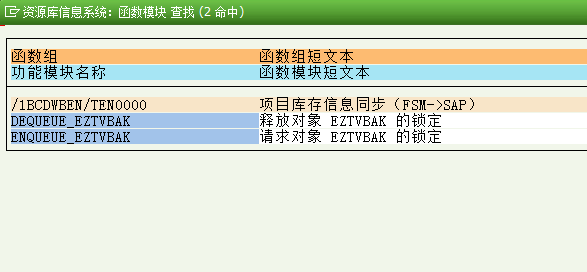 资源库信息系统：函数模块 查找 (2 命中)
函数组 函数组短文本
功能模块名称 函数模块短文本
/1BCDWBEN/TEN0000 项目库存信息同步（FSM->SAP）
DEQUEUE_EZTVBAK 释放对象 EZTVBAK 的锁定
ENQUEUE_EZTVBAK 请求对象 EZTVBAK 的锁定